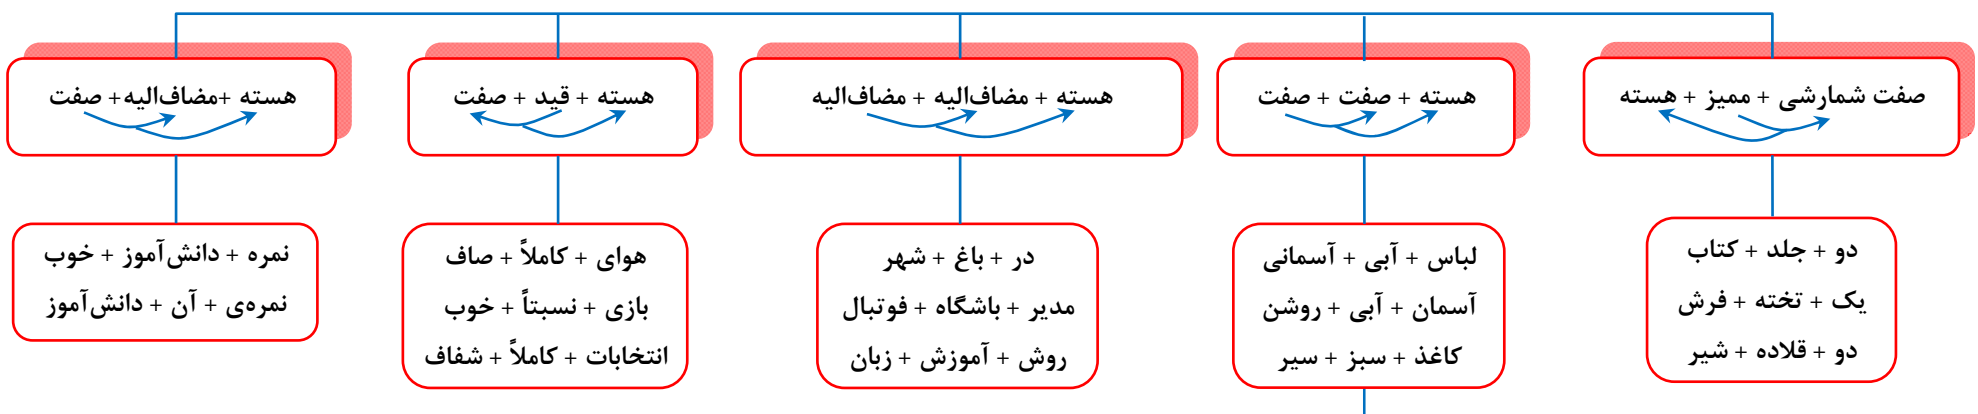 صفت شمارشی + ممیز + هسته
هسته + صفت + صفت
هسته + مضاف‌الیه + مضاف‌الیه
هسته + قید + صفت
هسته +مضاف‌الیه+ صفت
دو + جلد + کتاب
یک + تخته + فرش
دو + قلاده + شیر
لباس + آبی + آسمانی
آسمان + آبی + روشن
کاغذ + سبز + سیر
در + باغ + شهر
مدیر + باشگاه + فوتبال
روش + آموزش + زبان
هوای + کاملاً + صاف
بازی + نسبتاً + خوب
انتخابات + کاملاً + شفاف
نمره + دانش‌آموز + خوب
نمره‌ی + آن + دانش‌آموز